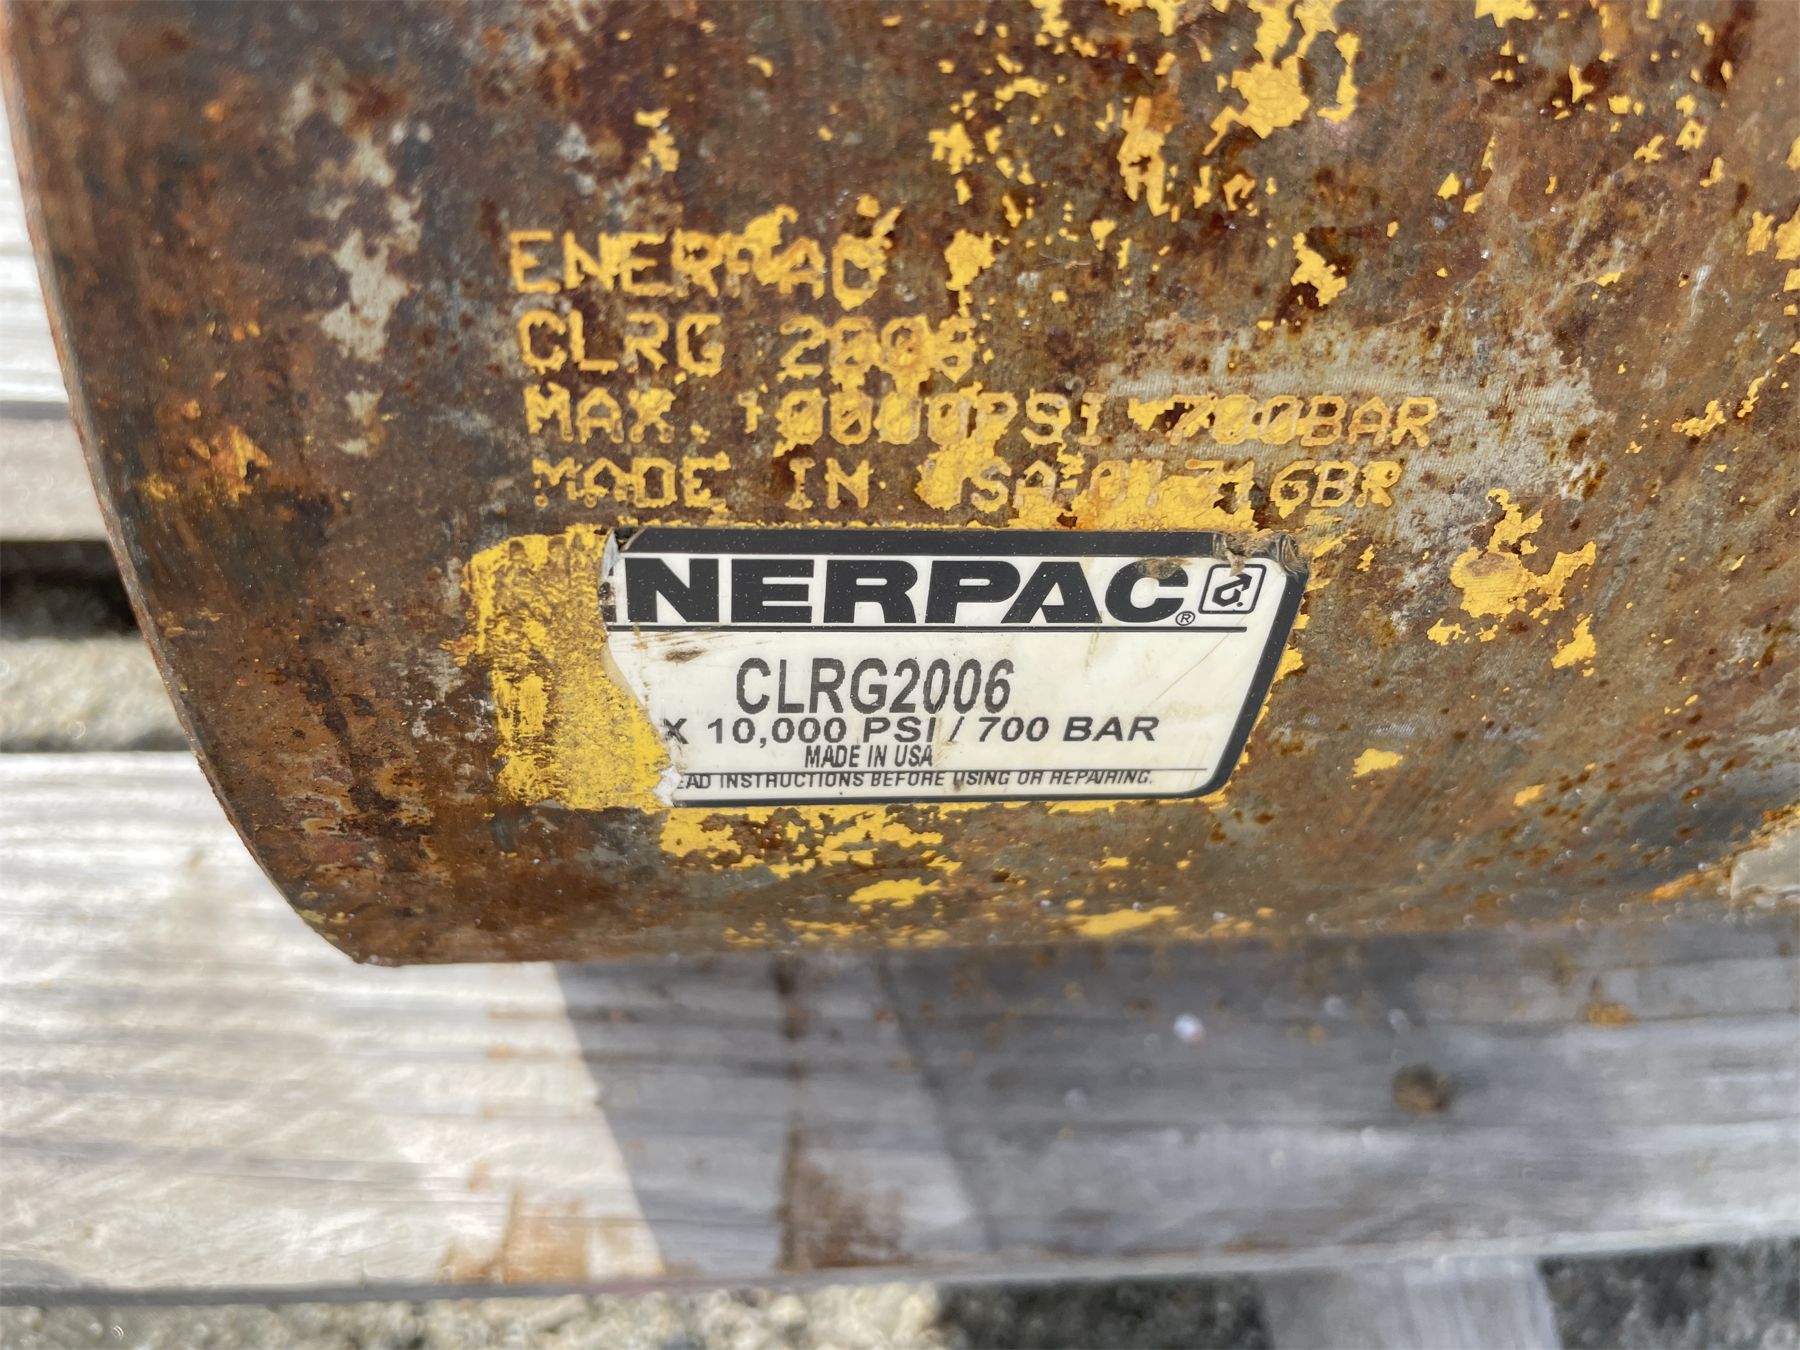 ENERPAC
CLRG 2006
MAX. 10000PSI 700BAR
MADE IN USA
NERPAC®
CLRG2006
X 10,000 PSI / 700 BAR
MADE IN USA
EAD INSTRUCTIONS BEFORE USING OR REPAIRING.